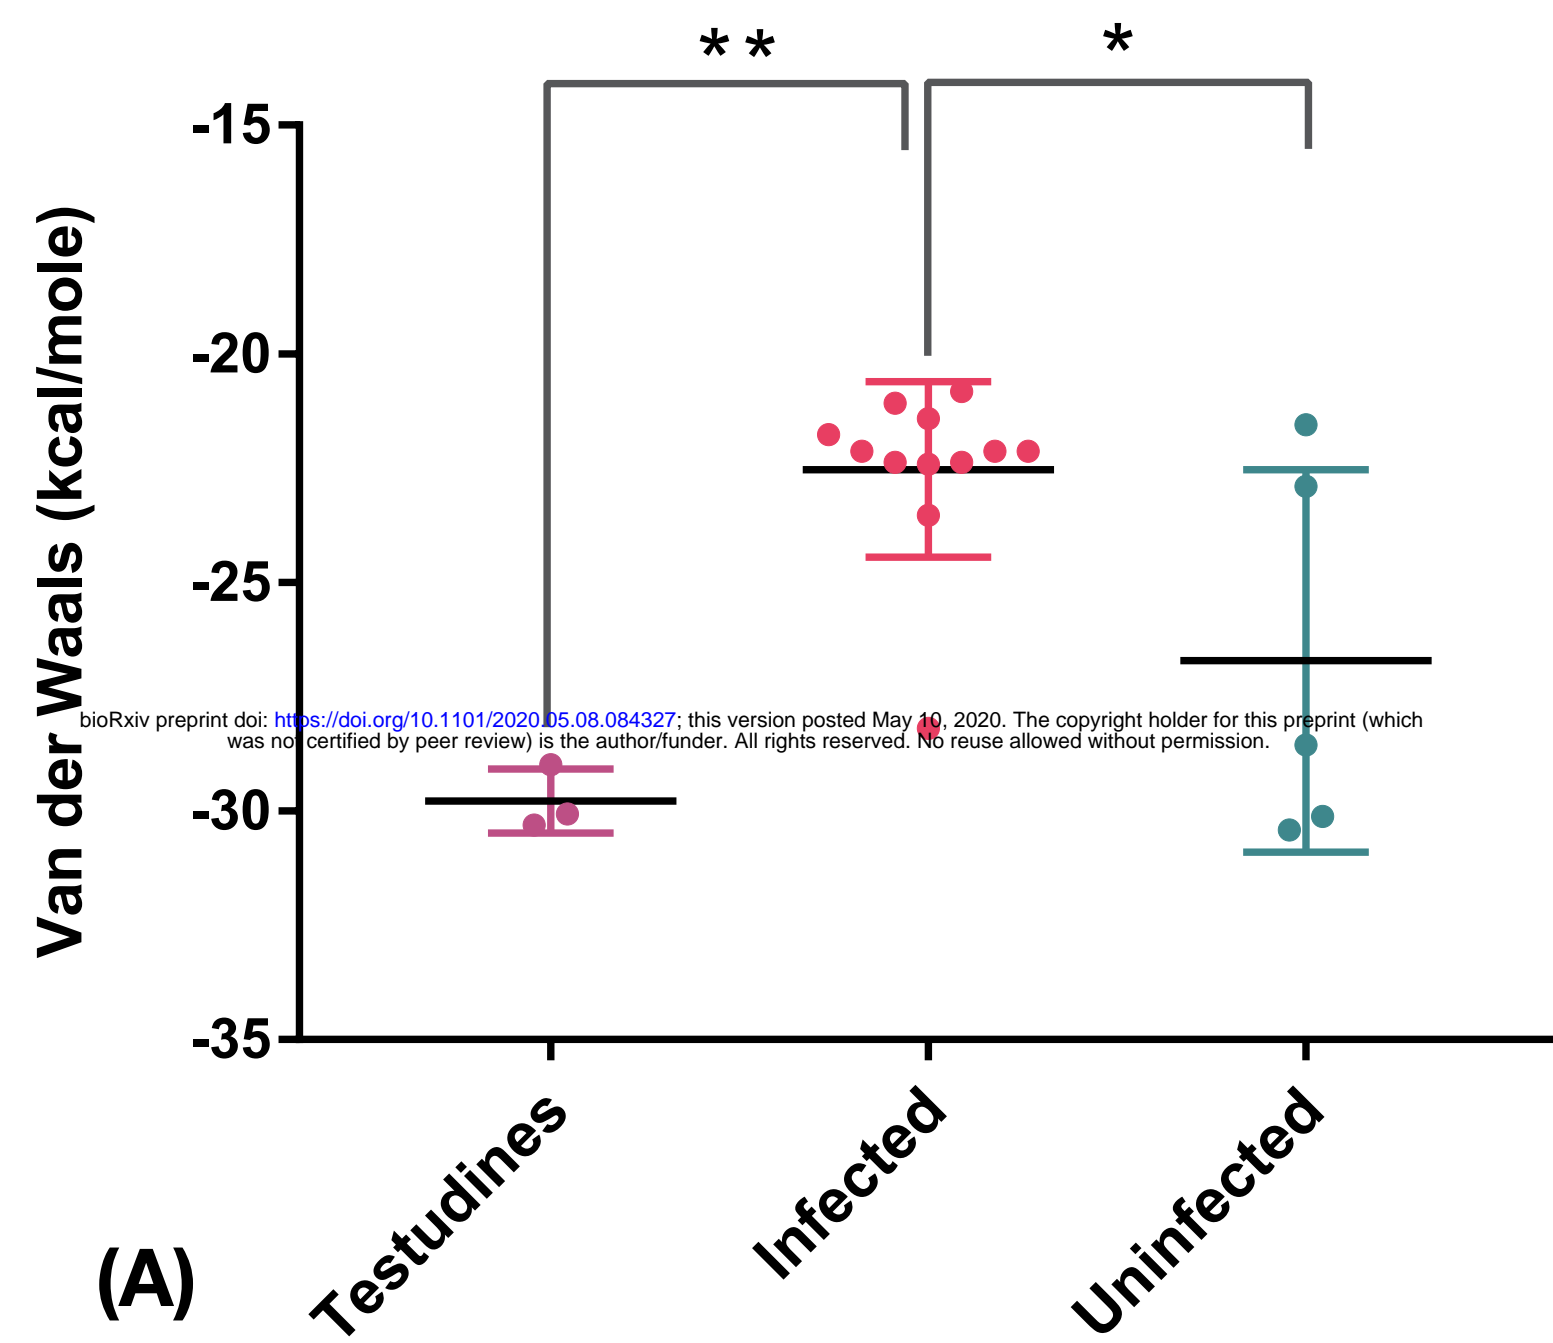 * * *
-15
-20
-25
-30
-35
Van der Waals (kcal/mole)
bioRxiv preprint doi: https://doi.org/10.1101/2020.05.08.084327; this version posted May 10, 2020. The copyright holder for this preprint (which
was not certified by peer review) is the author/funder. All rights reserved. No reuse allowed without permission.
Testudines
Infected
Uninfected
(A)